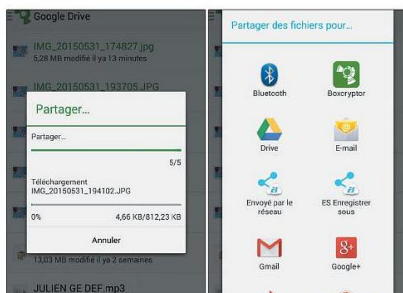 Google Drive
IMG_20150531_174827.jpg
5,28 MB modifié il ya 13 minutes
IMG_20150531_193705.JPG
Partager...
Partager...
5/5
Téléchargement
IMG_20150531_194102.JPG
0%
4,66 KB/812,23 KB
Annuler
13,03 MB modifié il ya 2 semaines
JULIEN GE DEF.mp3
Partager des fichiers pour...
Bluetooth
Boxcryptor
Drive
E-mail
Envoyé par le
réseau
ES Enregistrer
sous
Gmail
Google+